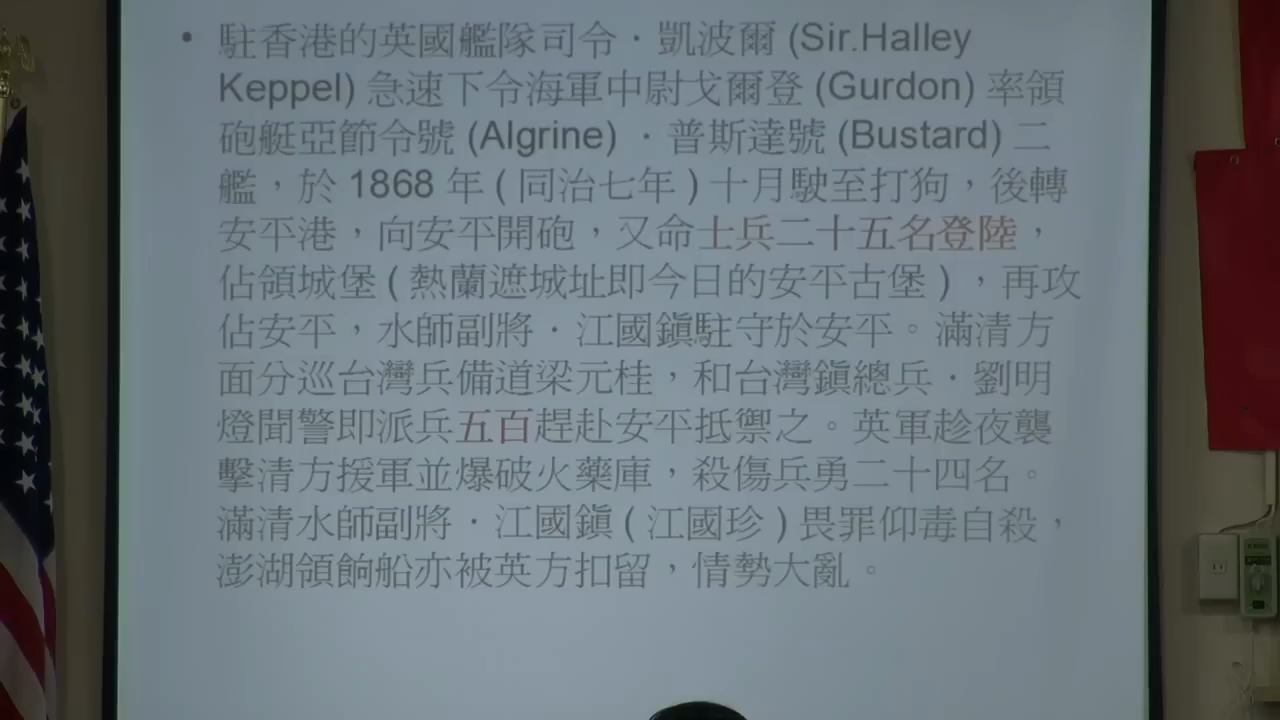 • 駐香港的英國艦隊司令．凱波爾 (Sir.Halley
Keppel) 急速下令海軍中尉戈爾登 (Gurdon) 率領
砲艇亞節令號 (Algrine) ．普斯達號 (Bustard) 二
艦，於 1868 年 ( 同治七年 ) 十月駛至打狗，後轉
安平港，向安平開砲，又命士兵二十五名登陸，
佔領城堡 ( 熱蘭遮城址即今日的安平古堡 ) ，再攻
佔安平，水師副將．江國鎭駐守於安平。滿清方
面分巡台灣兵備道梁元桂，和台灣鎭總兵．劉明
燈聞警即派兵五百趕赴安平抵禦之。英軍趁夜襲
擊清方援軍並爆破火藥庫，殺傷兵勇二十四名。
滿清水師副將．江國鎭 ( 江國珍 ) 畏罪仰毒自殺，
澎湖領餉船亦被英方扣留，情勢大亂。